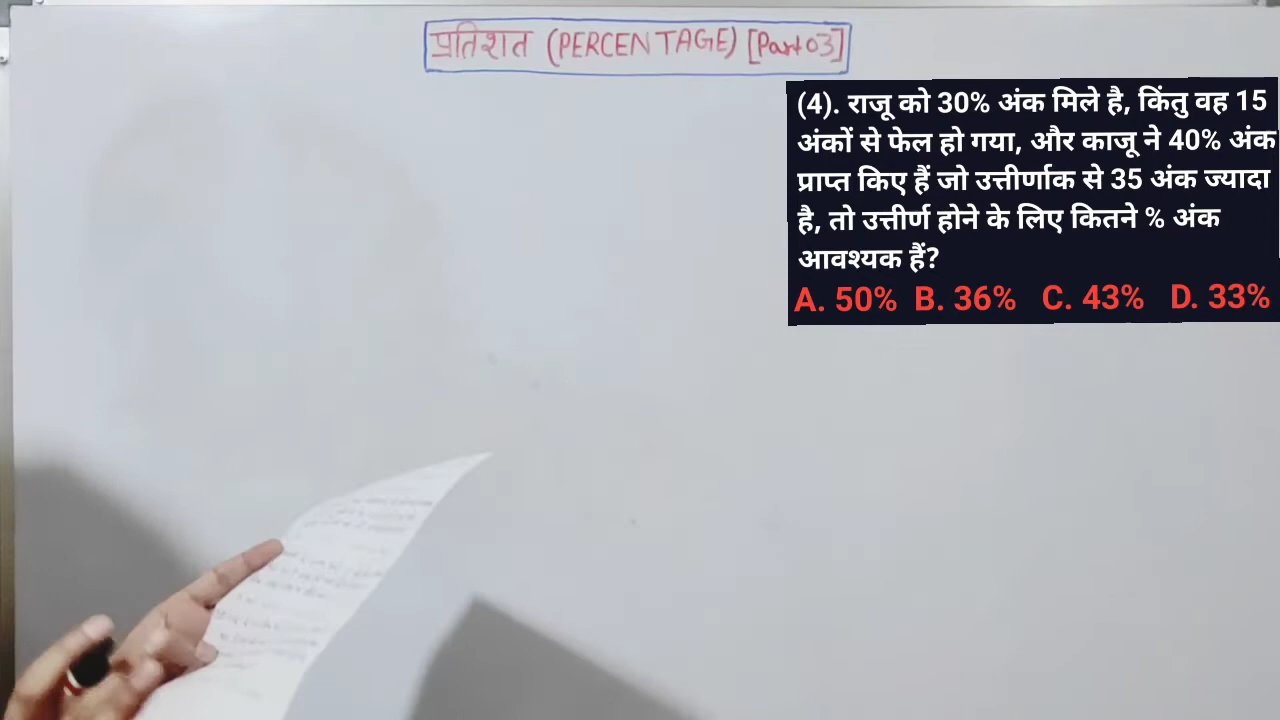 प्रतिशत (PERCENTAGE) [Part 03]
(4). राजू को 30% अंक मिले है, किंतु वह 15
अंकों से फेल हो गया, और काजू ने 40% अंक
प्राप्त किए हैं जो उत्तीर्णाक से 35 अंक ज्यादा
है, तो उत्तीर्ण होने के लिए कितने % अंक
आवश्यक हैं?
A. 50% B. 36% C. 43% D. 33%